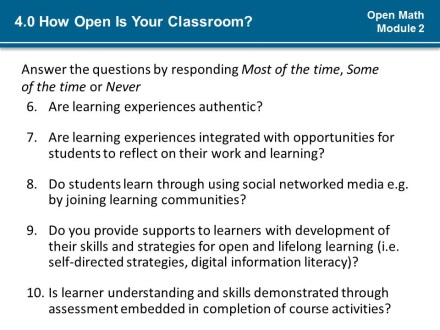 4.0 How Open Is Your Classroom?
Open Math
Module 2
Answer the questions by responding Most of the time, Some
of the time or Never
6. Are learning experiences authentic?
7. Are learning experiences integrated with opportunities for
students to reflect on their work and learning?
8. Do students learn through using social networked media e.g.
by joining learning communities?
9. Do you provide supports to learners with development of
their skills and strategies for open and lifelong learning (i.e.
self-directed strategies, digital information literacy)?
10. Is learner understanding and skills demonstrated through
assessment embedded in completion of course activities?